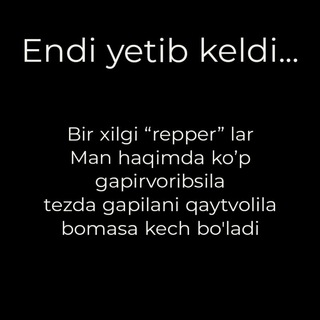 Endi yetib keldi...
Bir xilgi “repper” lar
Man haqimda ko’p
gapirvoribsila
tezda gapilani qaytvolila
bomasa kech bo'ladi